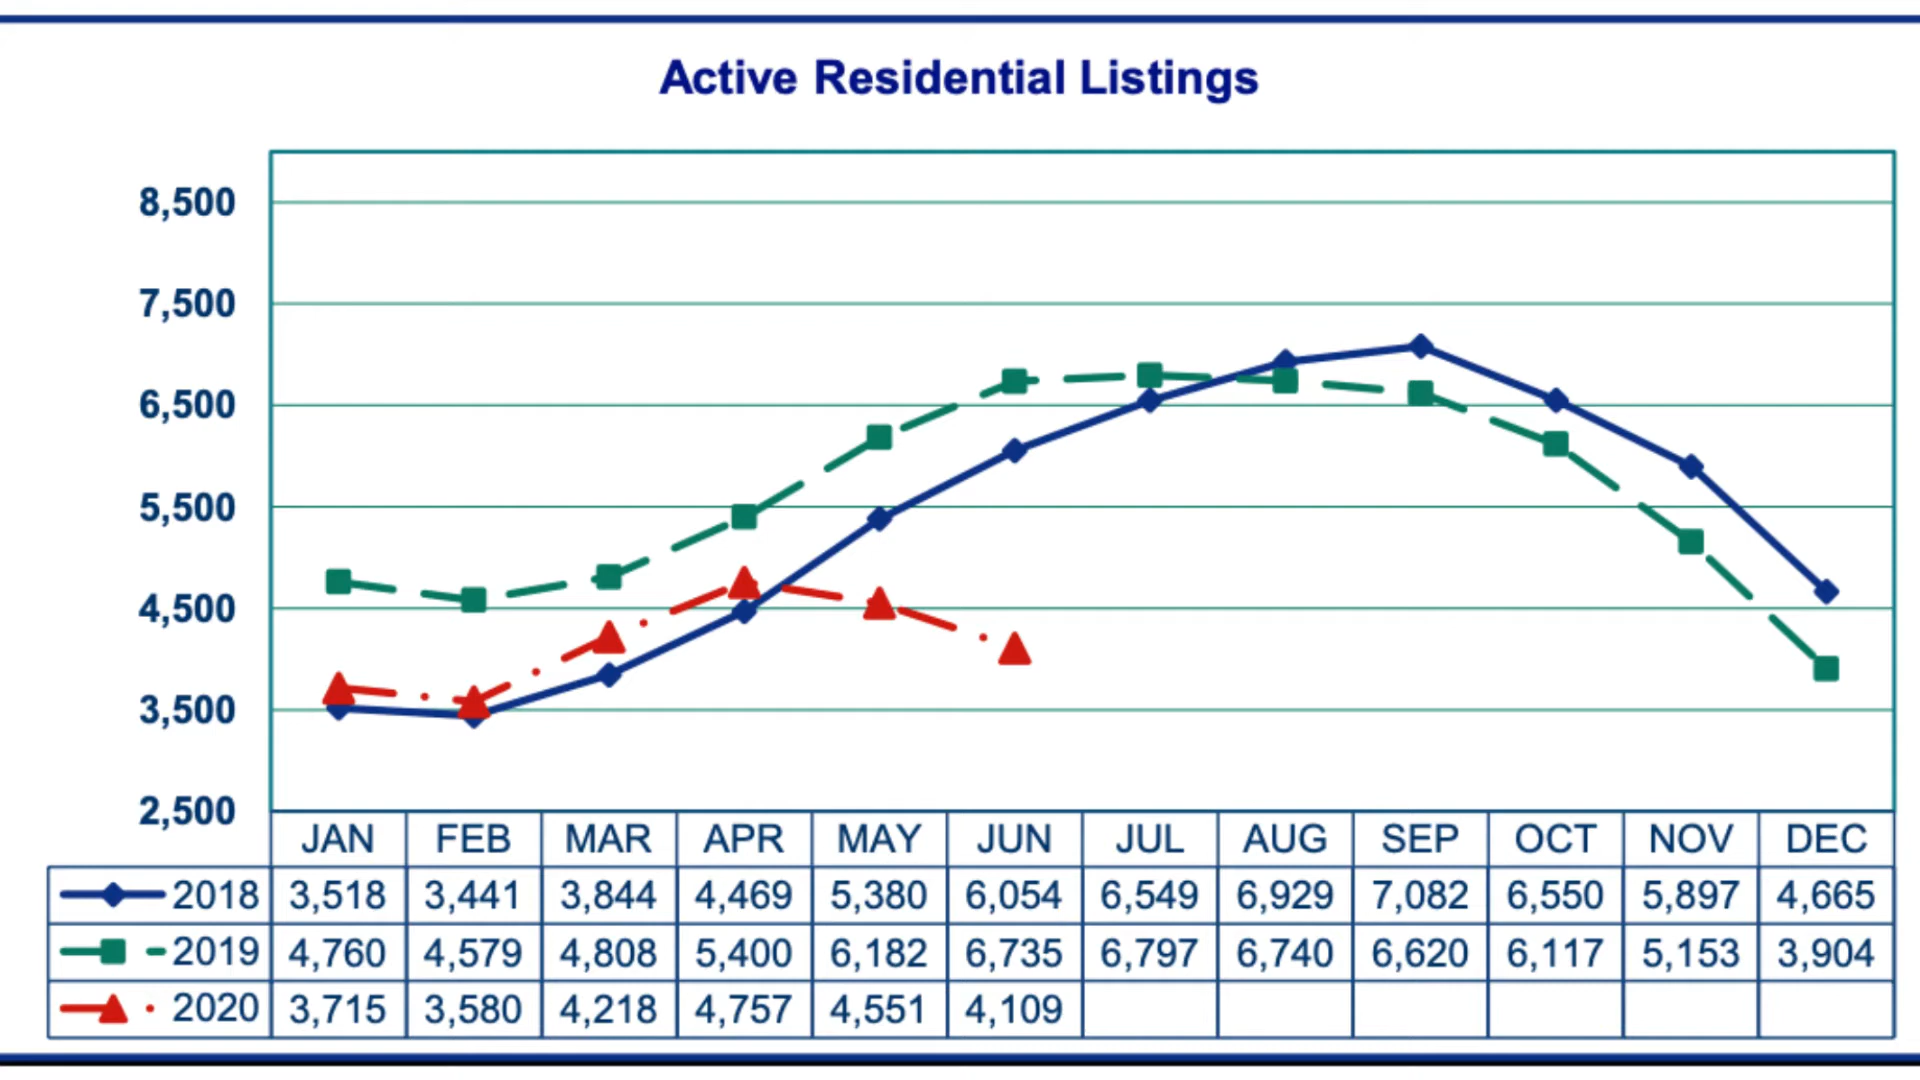 Active Residential Listings
8,500
7,500
6,500
5,500
4,500
3,500
2,500
JAN FEB MAR APR MAY JUN JUL AUG SEP OCT NOV DEC
2018 3,518 3,441 3,844 4,469 5,380 6,054 6,549 6,929 7,082 6,550 5,897 4,665
2019 4,760 4,579 4,808 5,400 6,182 6,735 6,797 6,740 6,620 6,117 5,153 3,904
2020 3,715 3,580 4,218 4,757 4,551 4,109